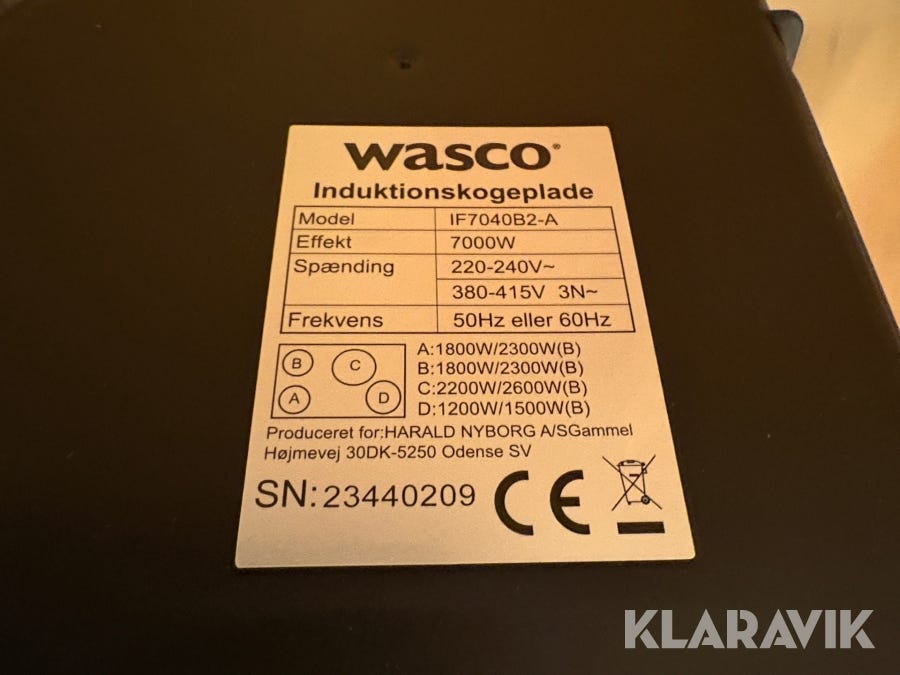 wasco®
Induktionskogeplade
Model IF7040B2-A
Effekt 7000W
Spænding 220-240V~
380-415V 3N~
Frekvens 50Hz eller 60Hz
B C
A D
A:1800W/2300W(B)
B:1800W/2300W(B)
C:2200W/2600W(B)
D:1200W/1500W(B)
Produceret for:HARALD NYBORG A/SGammel
Højmevej 30DK-5250 Odense SV
SN:23440209 CE
KLARAVIK